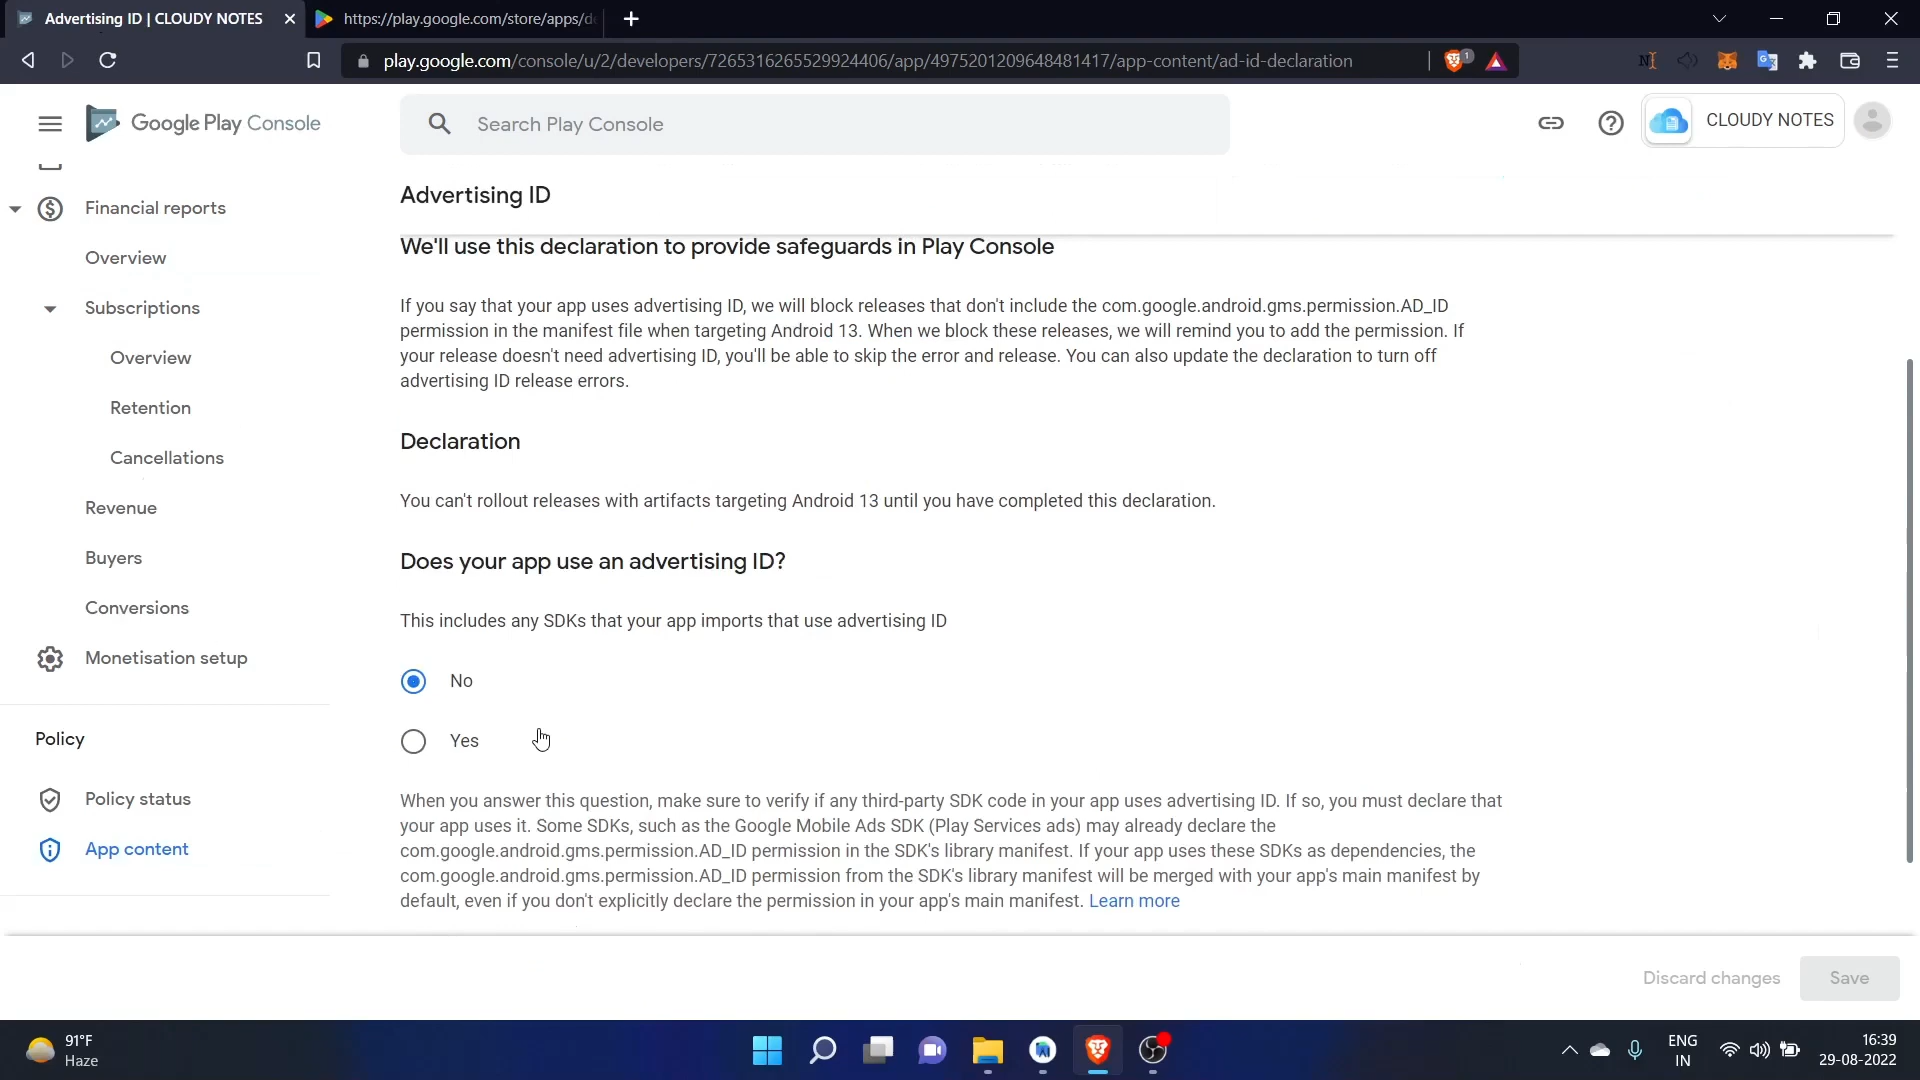 Advertising ID | CLOUDY NOTES
https://play.google.com/store/apps/de
play.google.com/console/u/2/developers/7265316265529924406/app/4975201209648481417/app-content/ad-id-declaration
1
Google Play Console
Search Play Console
CLOUDY NOTES
Financial reports
Overview
Subscriptions
Overview
Retention
Cancellations
Revenue
Buyers
Conversions
Monetisation setup
Policy
Policy status
App content
Advertising ID
We'll use this declaration to provide safeguards in Play Console
If you say that your app uses advertising ID, we will block releases that don't include the com.google.android.gms.permission.AD_ID
permission in the manifest file when targeting Android 13. When we block these releases, we will remind you to add the permission. If
your release doesn't need advertising ID, you'll be able to skip the error and release. You can also update the declaration to turn off
advertising ID release errors.
Declaration
You can't rollout releases with artifacts targeting Android 13 until you have completed this declaration.
Does your app use an advertising ID?
This includes any SDKs that your app imports that use advertising ID
No
Yes
When you answer this question, make sure to verify if any third-party SDK code in your app uses advertising ID. If so, you must declare that
your app uses it. Some SDKs, such as the Google Mobile Ads SDK (Play Services ads) may already declare the
com.google.android.gms.permission.AD_ID permission in the SDK's library manifest. If your app uses these SDKs as dependencies, the
com.google.android.gms.permission.AD_ID permission from the SDK's library manifest will be merged with your app's main manifest by
default, even if you don't explicitly declare the permission in your app's main manifest. Learn more
Discard changes
Save
91°F
Haze
ENG
IN
16:39
29-08-2022